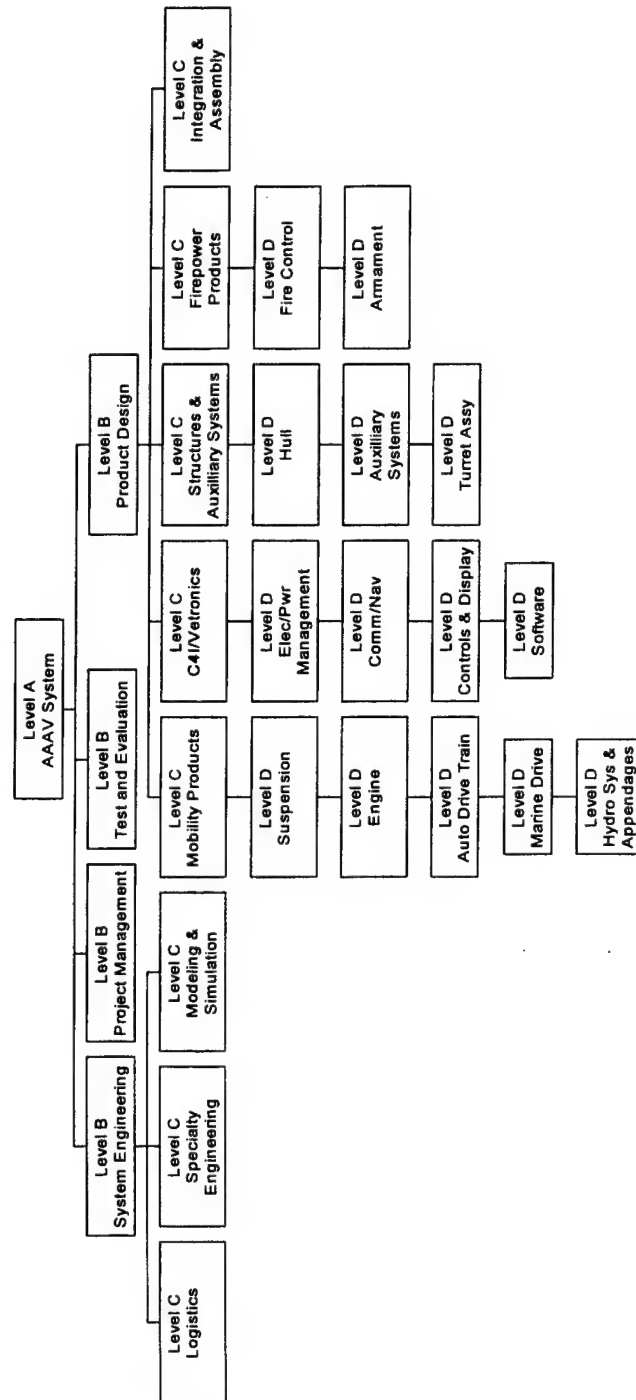 Level A
AAAV System
Level B
System Engineering
Level B
Project Management
Level B
Test and Evaluation
Level B
Product Design
Level C
Logistics
Level C
Specialty
Engineering
Level C
Modeling &
Simulation
Level C
Mobility Products
Level C
C4I/Vetronics
Level C
Structures &
Auxilliary Systems
Level C
Firepower
Products
Level C
Integration &
Assembly
Level D
Suspension
Level D
Elec/Pwr
Management
Level D
Hull
Level D
Fire Control
Level D
Engine
Level D
Comm/Nav
Level D
Auxilliary
Systems
Level D
Armament
Level D
Auto Drive Train
Level D
Controls & Display
Level D
Turret Assy
Level D
Marine Drive
Level D
Software
Level D
Hydro Sys &
Appendages